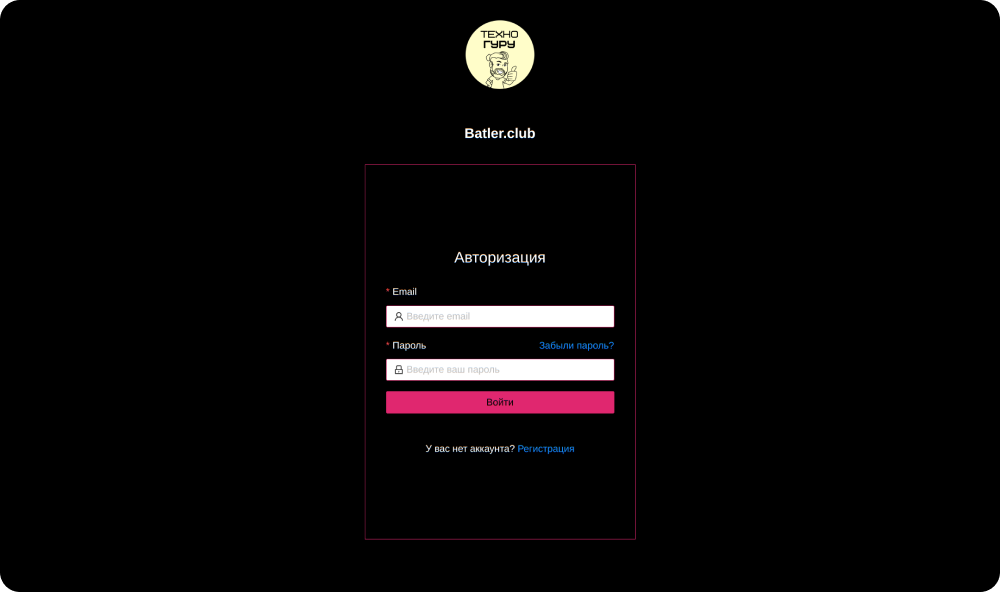 ТЕХНО
ГУРУ
Batler.club
Авторизация
* Email
Введите email
* Пароль Забыли пароль?
Введите ваш пароль
Войти
У вас нет аккаунта? Регистрация